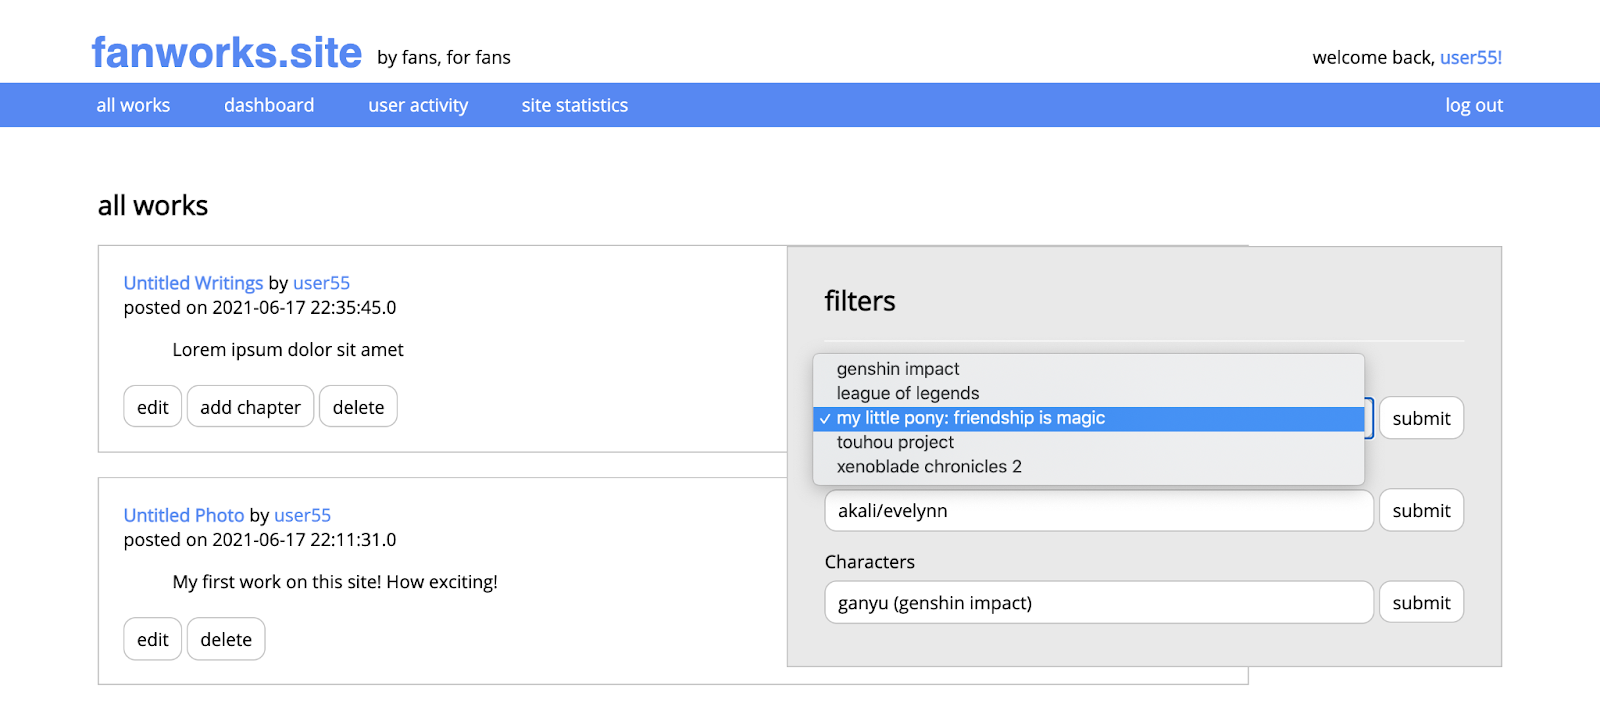 fanworks.site by fans, for fans
welcome back, user55!
all works dashboard user activity site statistics log out
all works
Untitled Writings by user55
posted on 2021-06-17 22:35:45.0
Lorem ipsum dolor sit amet
edit add chapter delete
Untitled Photo by user55
posted on 2021-06-17 22:11:31.0
My first work on this site! How exciting!
edit delete
filters
genshin impact
league of legends
✓ my little pony: friendship is magic
touhou project
xenoblade chronicles 2
submit
akali/evelynn submit
Characters
ganyu (genshin impact) submit